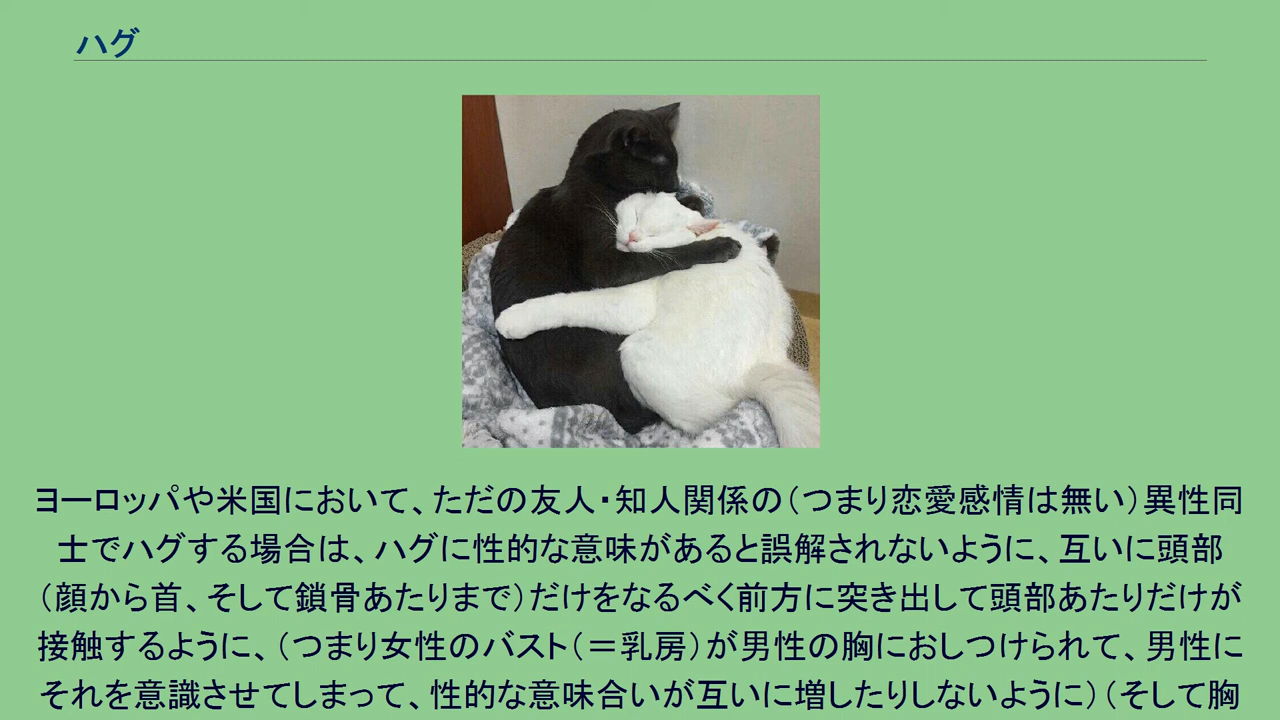 ハグ
ヨーロッパや米国において、ただの友人・知人関係の（つまり恋愛感情は無い）異性同
士でハグする場合は、ハグに性的な意味があると誤解されないように、互いに頭部
（顔から首、そして鎖骨あたりまで）だけをなるべく前方に突き出して頭部あたりだけが
接触するように、（つまり女性のバスト（＝乳房）が男性の胸におしつけられて、男性に
それを意識させてしまって、性的な意味合いが互いに増したりしないように）（そして胸